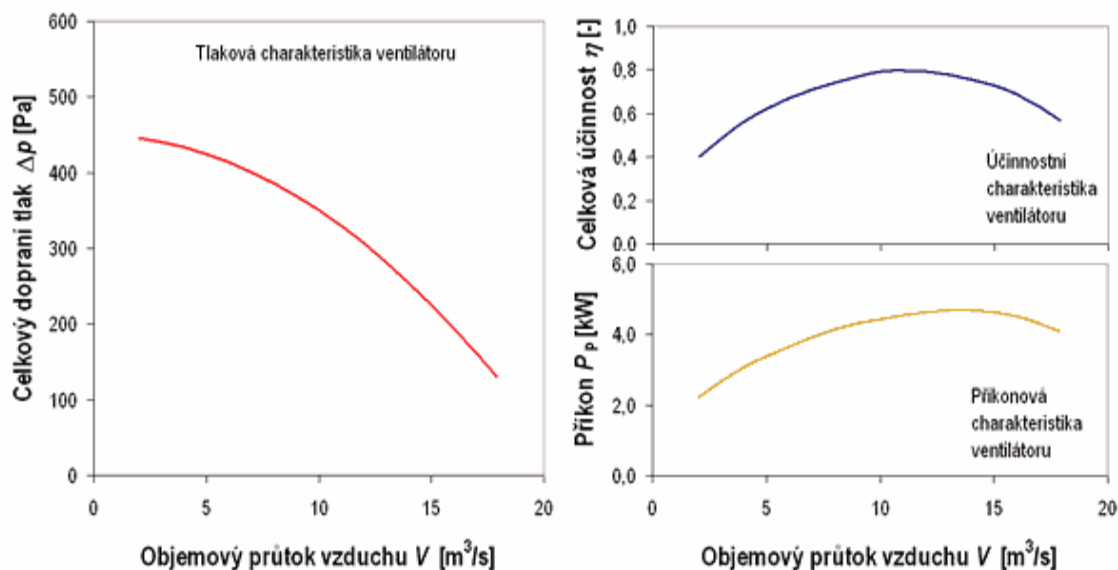 Tlaková charakteristika ventilátoru
Celkový dopraní tlak Δp [Pa]
600
500
400
300
200
100
0
0 5 10 15 20
Objemový průtok vzduchu V [m³/s]
Celková účinnost η [-]
1,0
0,8
0,6
0,4
0,2
0,0
Účinnostní
charakteristika
ventilátoru
Příkon Pp [kW]
6,0
4,0
2,0
0,0
Příkonová
charakteristika
ventilátoru
0 5 10 15 20
Objemový průtok vzduchu V [m³/s]